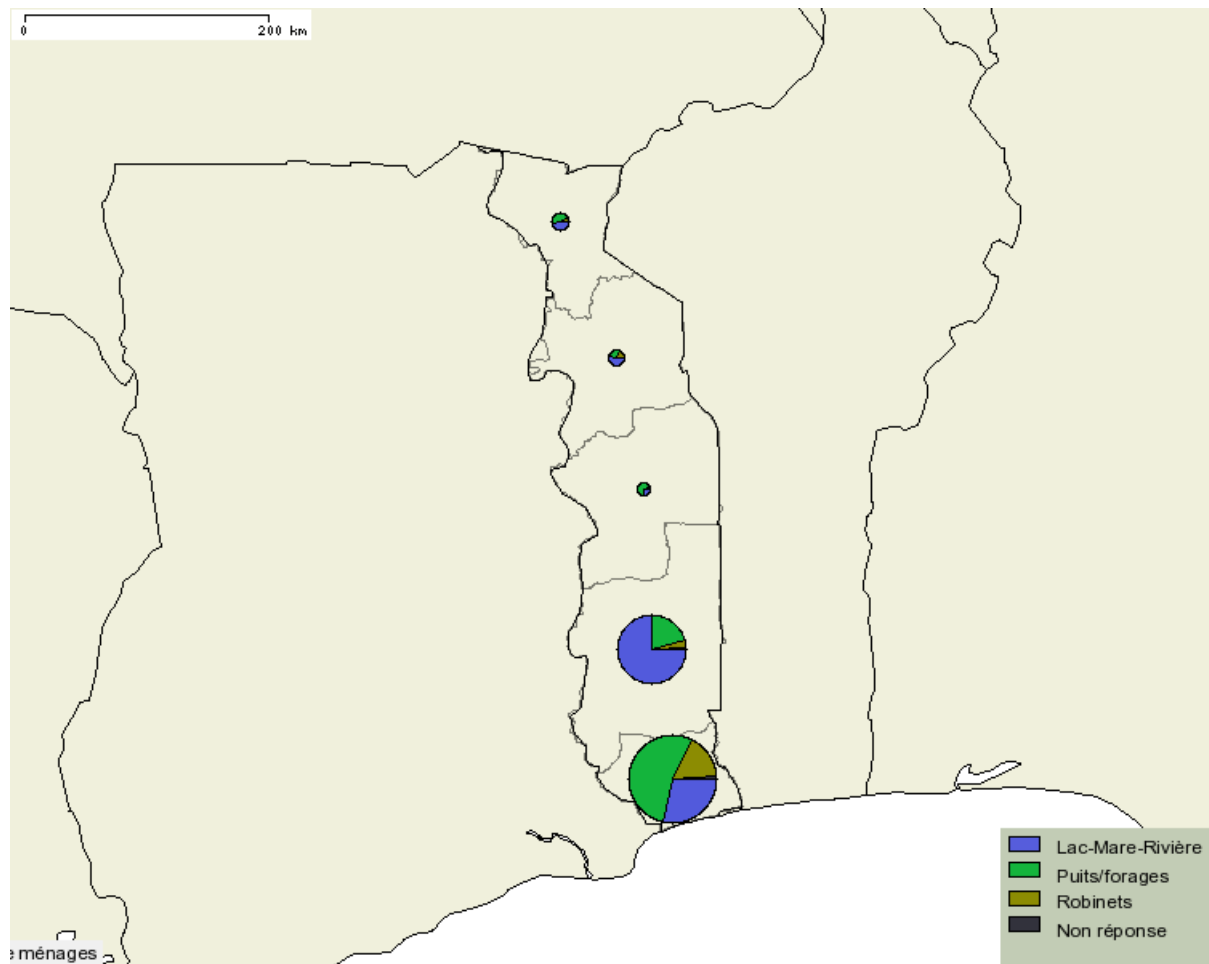 0 200 km
Lac-Mare-Rivière
Puits/forages
Robinets
Non réponse
ménages